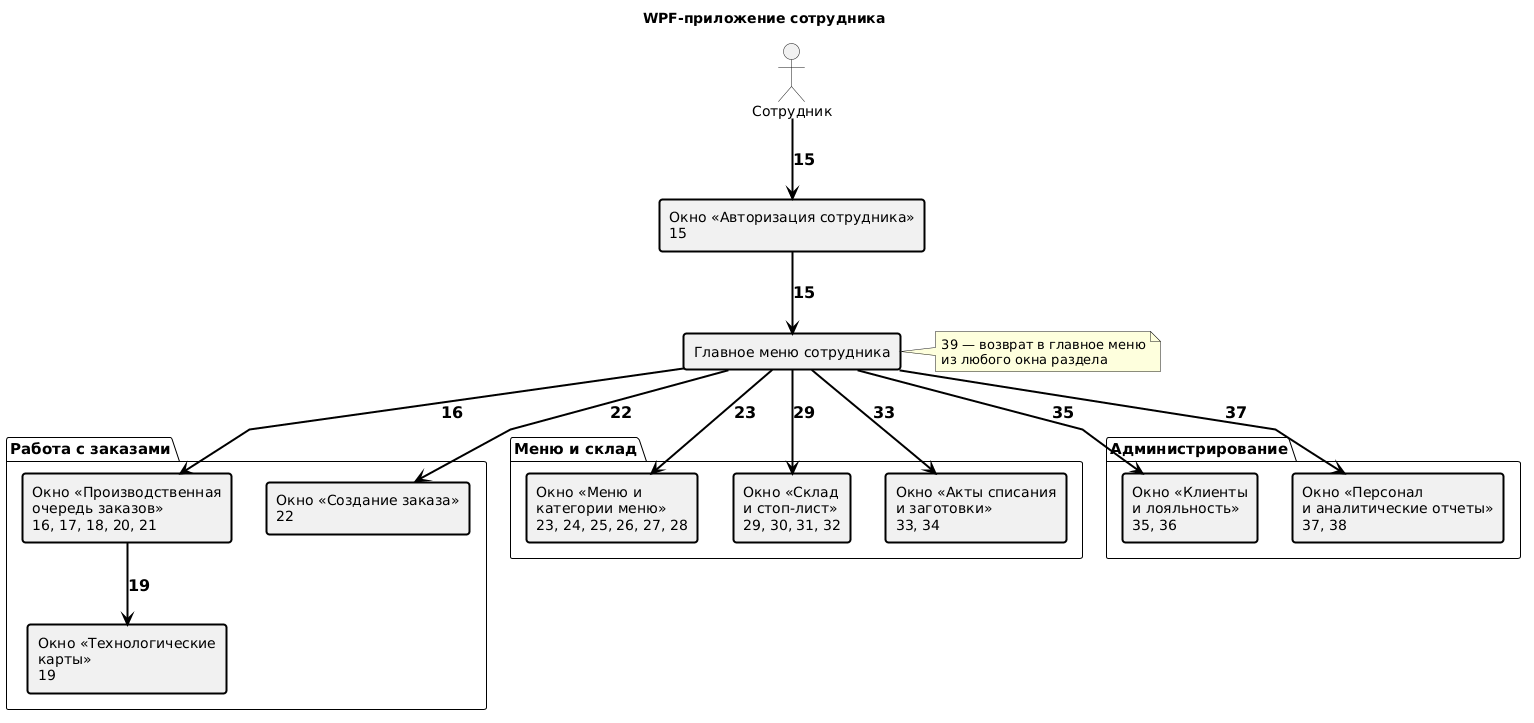 WPF-приложение сотрудника
Сотрудник
15
Окно «Авторизация сотрудника»
15
15
Главное меню сотрудника
39 — возврат в главное меню
из любого окна раздела
16
22
23
29
33
35
37
Работа с заказами
Окно «Производственная
очередь заказов»
16, 17, 18, 20, 21
Окно «Создание заказа»
22
19
Окно «Технологические
карты»
19
Меню и склад
Окно «Меню и
категории меню»
23, 24, 25, 26, 27, 28
Окно «Склад
и стоп-лист»
29, 30, 31, 32
Окно «Акты списания
и заготовки»
33, 34
Администрирование
Окно «Клиенты
и лояльность»
35, 36
Окно «Персонал
и аналитические отчеты»
37, 38